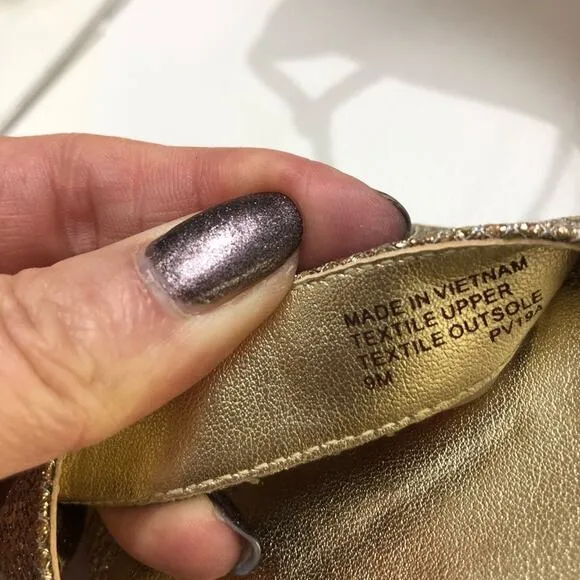 MADE IN VIETNAM
TEXTILE UPPER
TEXTILE OUTSOLE
PV19A
9M